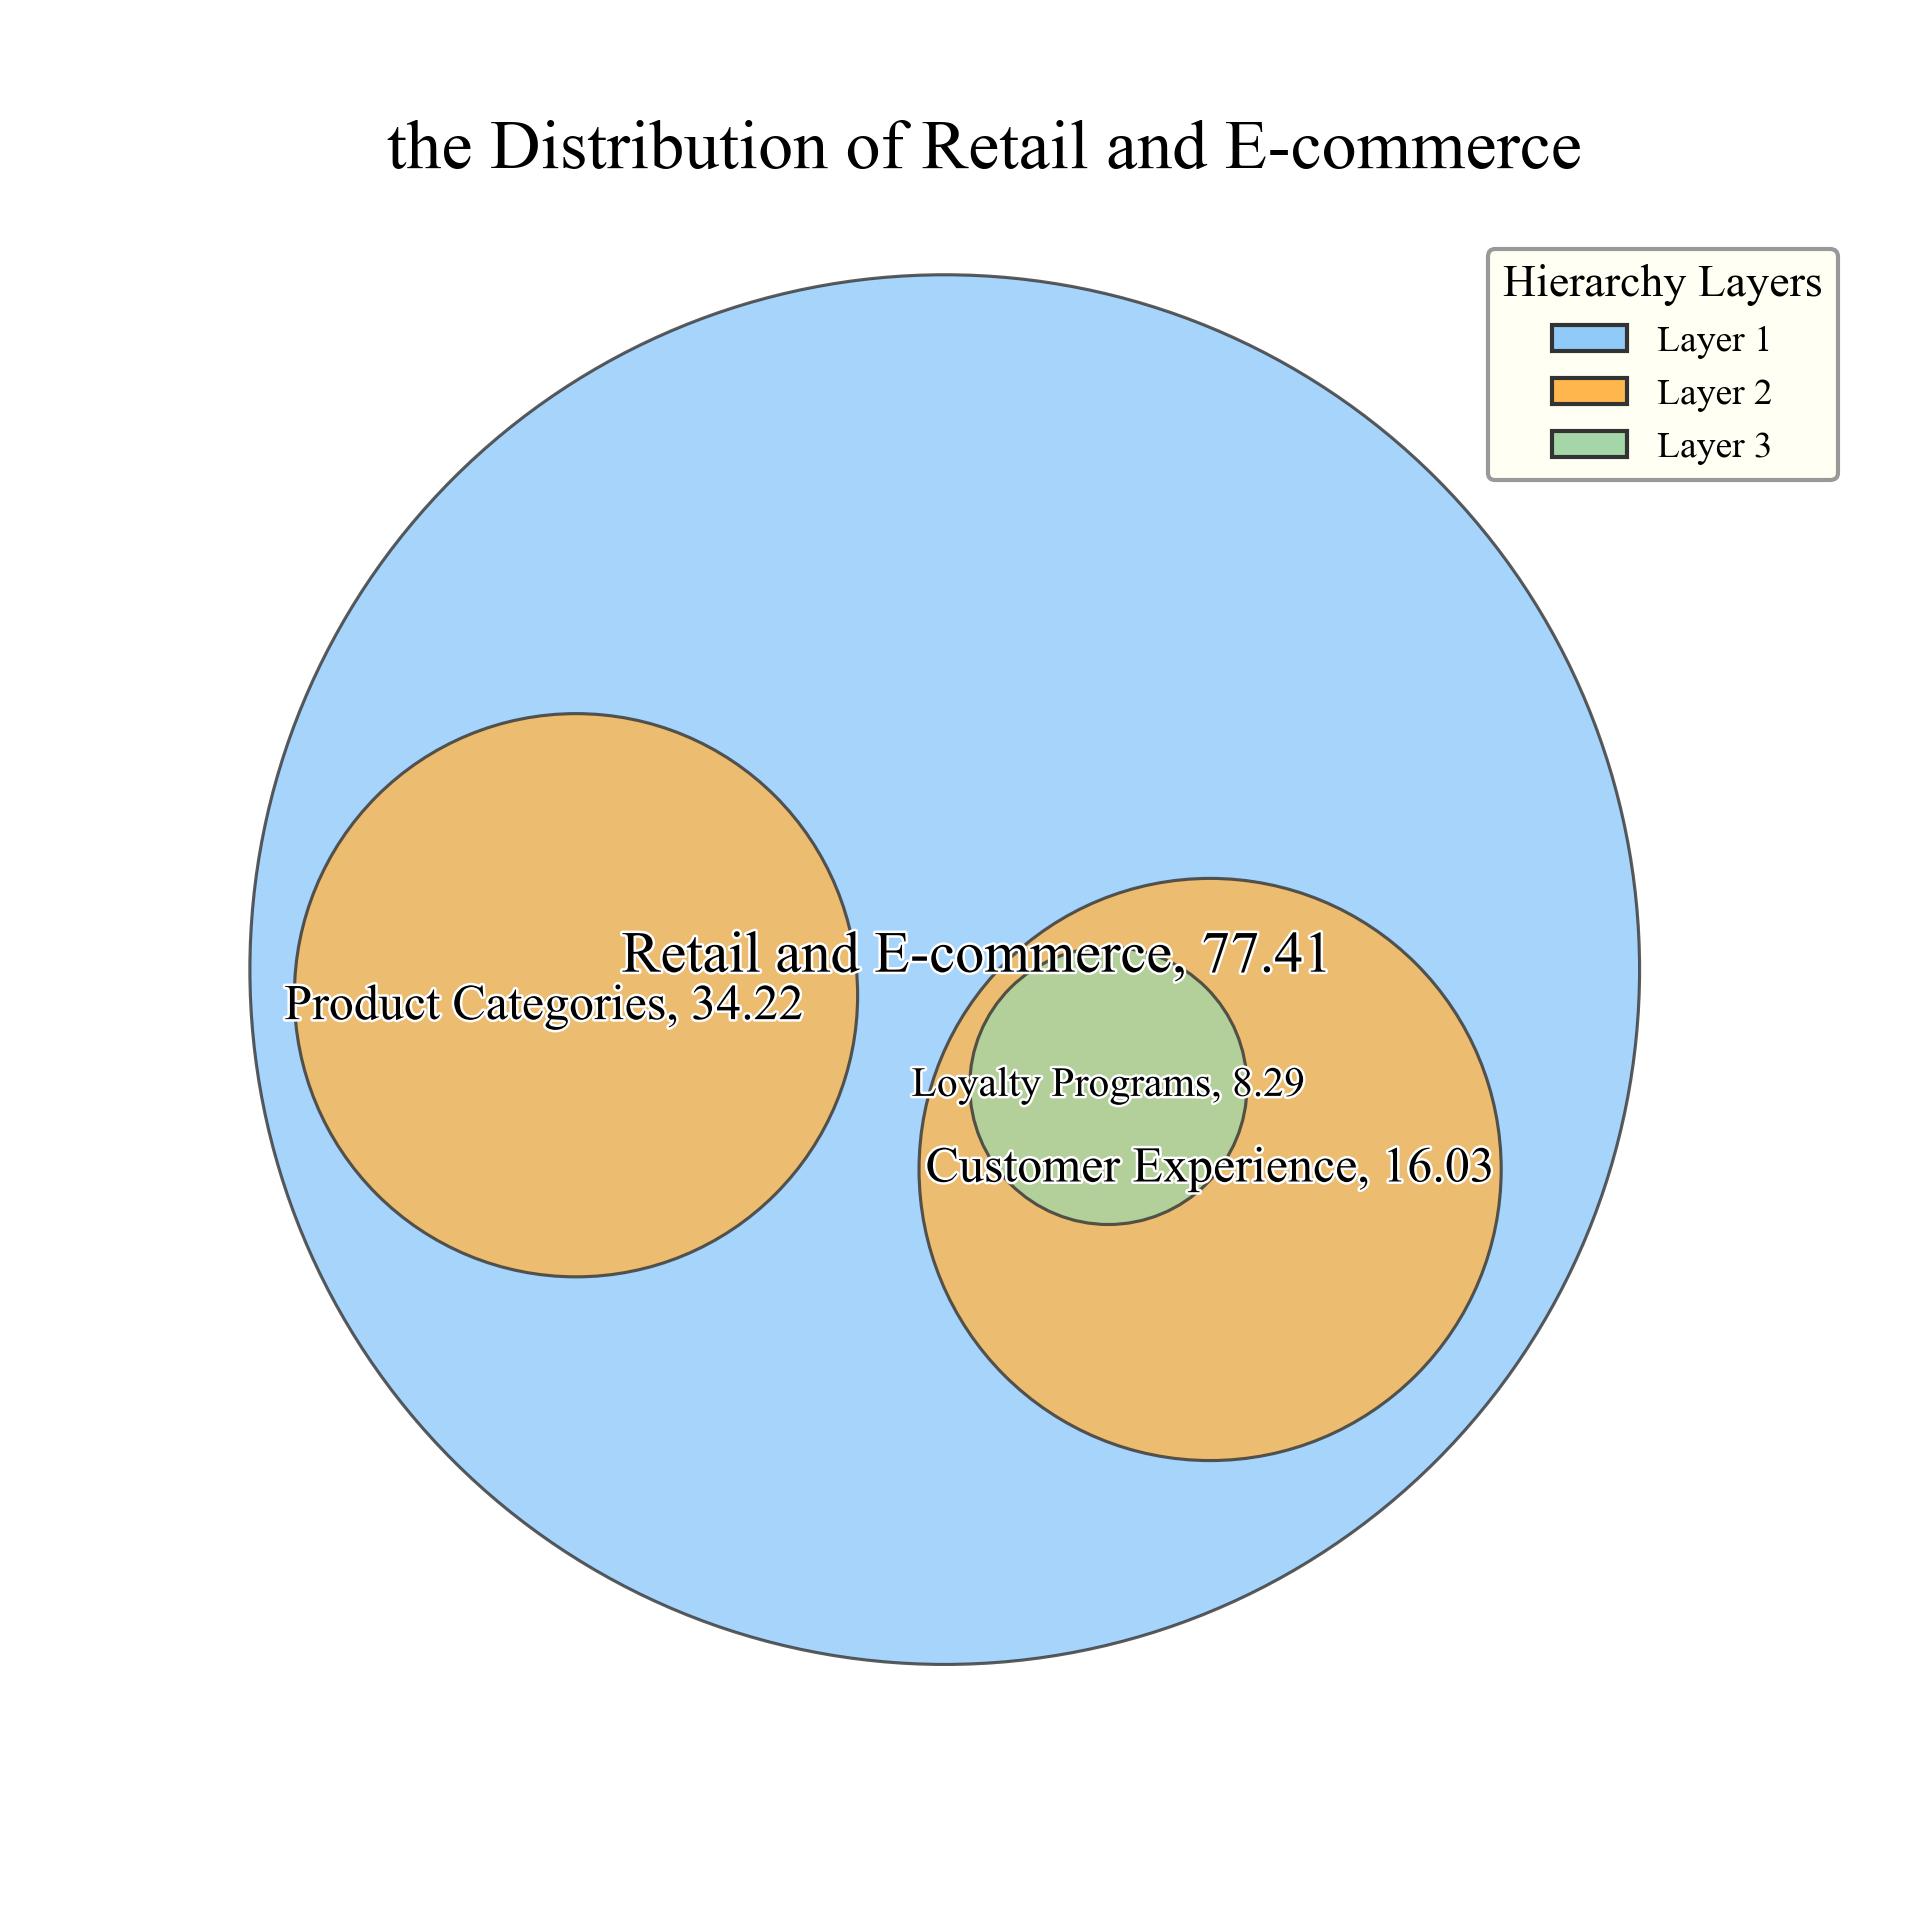 the Distribution of Retail and E-commerce
Hierarchy Layers
Layer 1
Layer 2
Layer 3
Retail and E-commerce, 77.41
Product Categories, 34.22
Loyalty Programs, 8.29
Customer Experience, 16.03